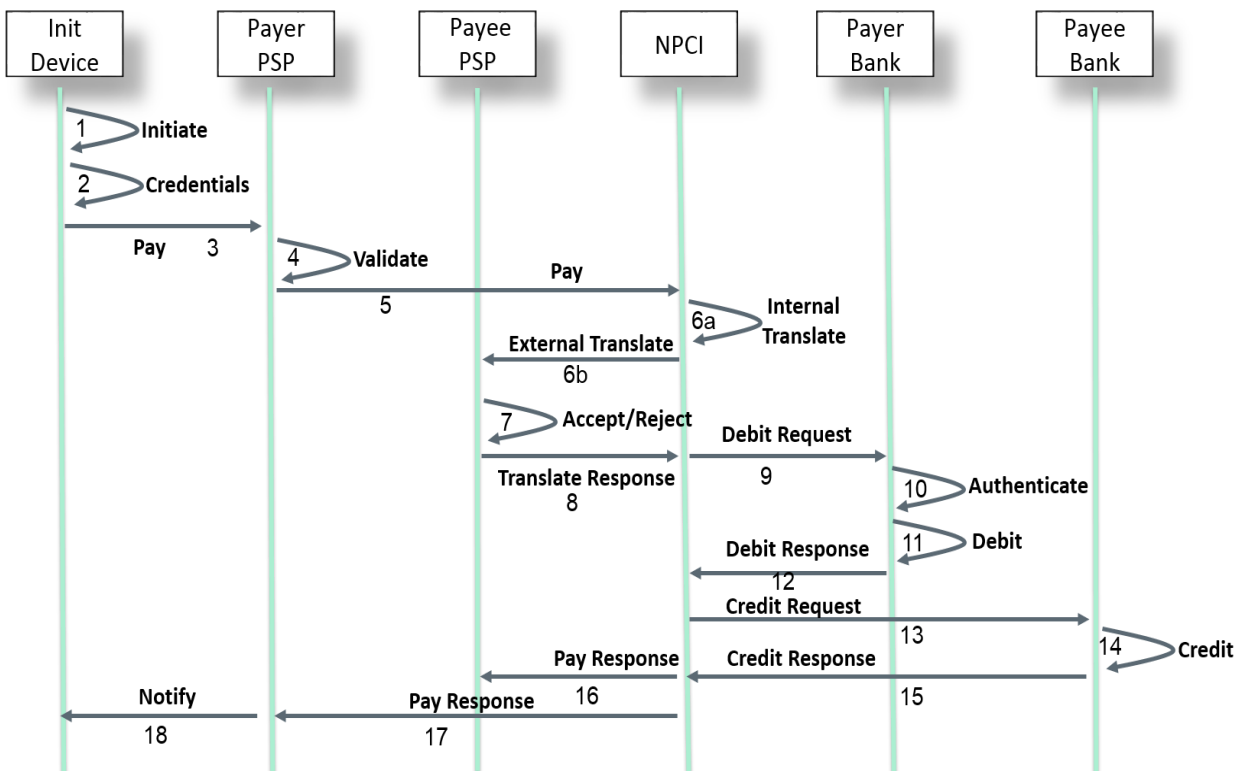 Init
Device
Payer
PSP
Payee
PSP
NPCI
Payer
Bank
Payee
Bank
1 Initiate
2 Credentials
Pay 3
4 Validate
Pay
5
6a Internal
Translate
External Translate
6b
7 Accept/Reject
Debit Request
9
Translate Response
8
10 Authenticate
11 Debit
Debit Response
12
Credit Request
13
14 Credit
Pay Response
16
Credit Response
15
Notify
18
Pay Response
17